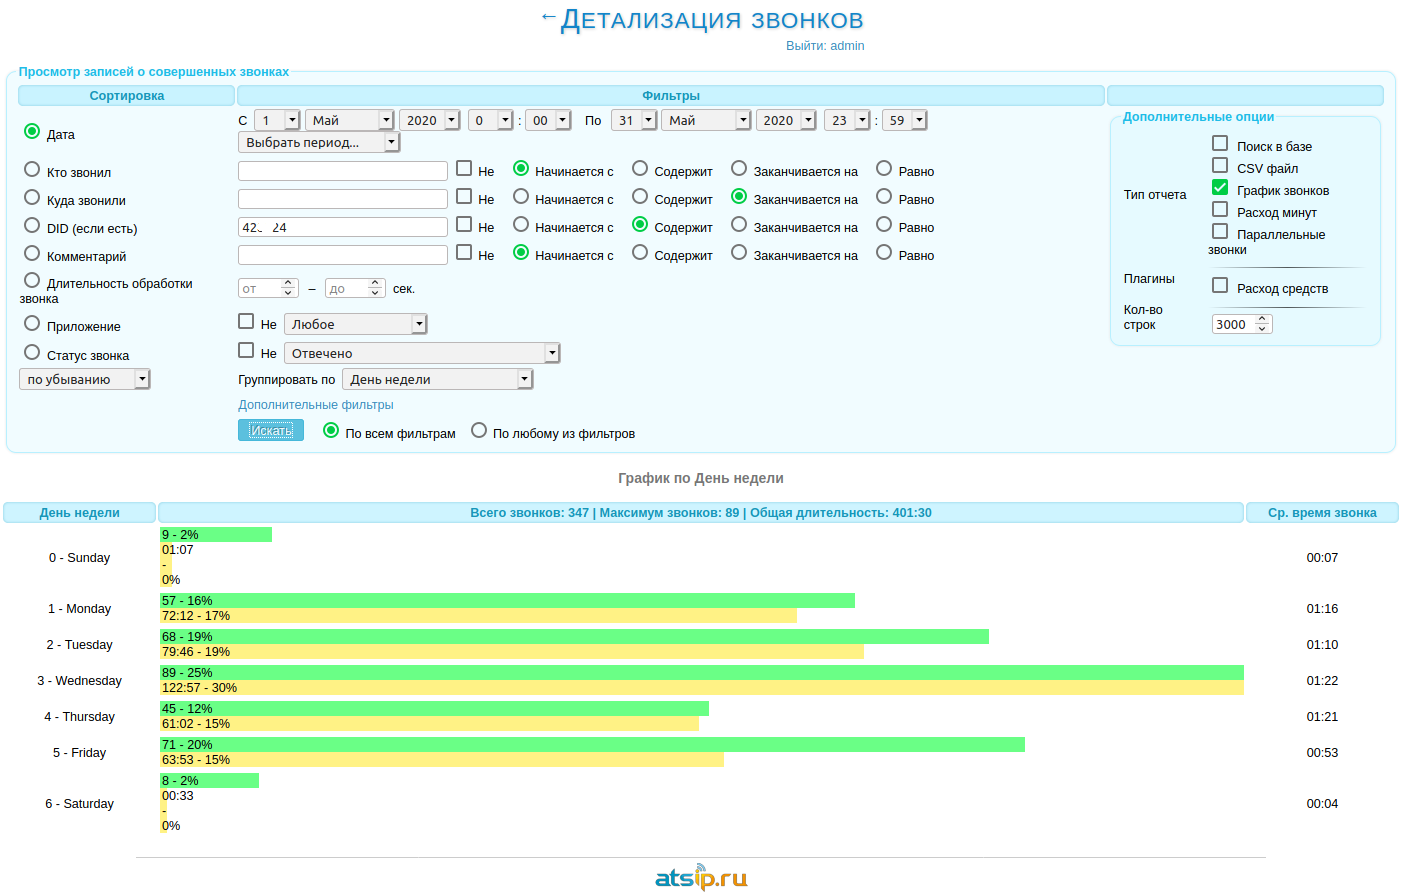 ←Детализация звонков
Выйти: admin
Просмотр записей о совершенных звонках
Сортировка Фильтры
Дата С 1 Май 2020 0 : 00 По 31 Май 2020 23 : 59
Выбрать период...
Кто звонил Не Начинается с Содержит Заканчивается на Равно
Куда звонили Не Начинается с Содержит Заканчивается на Равно
DID (если есть) Не Начинается с Содержит Заканчивается на Равно
Комментарий Не Начинается с Содержит Заканчивается на Равно
Длительность обработки звонка от – до сек.
Приложение Не Любое
Статус звонка Не Отвечено
по убыванию Группировать по День недели
Дополнительные фильтры
Искать По всем фильтрам По любому из фильтров
Дополнительные опции
Тип отчета
Поиск в базе
CSV файл
График звонков
Расход минут
Параллельные
звонки
Плагины
Расход средств
Кол-во
строк
3000
График по День недели
День недели Всего звонков: 347 | Максимум звонков: 89 | Общая длительность: 401:30 Ср. время звонка
0 - Sunday
9 - 2%
01:07
-
0%
00:07
1 - Monday
57 - 16%
72:12 - 17%
01:16
2 - Tuesday
68 - 19%
79:46 - 19%
01:10
3 - Wednesday
89 - 25%
122:57 - 30%
01:22
4 - Thursday
45 - 12%
61:02 - 15%
01:21
5 - Friday
71 - 20%
63:53 - 15%
00:53
6 - Saturday
8 - 2%
00:33
-
0%
00:04
atsip.ru